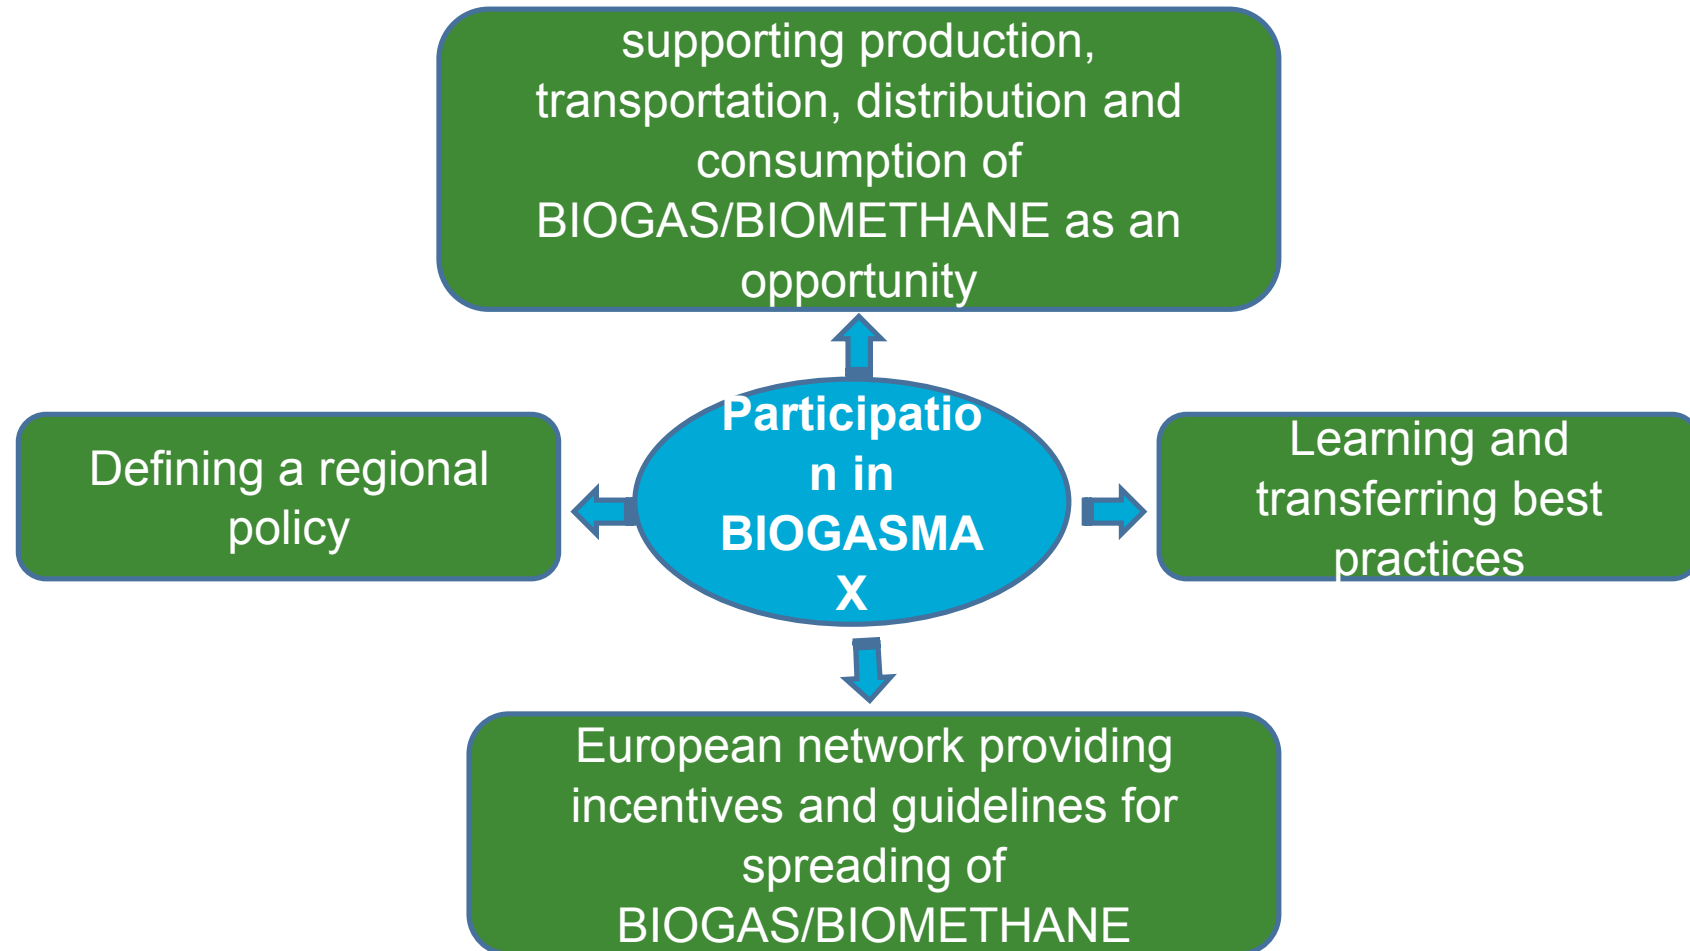 supporting production,
transportation, distribution and
consumption of
BIOGAS/BIOMETHANE as an
opportunity
Participatio
n in
BIOGASMA
X
Defining a regional
policy
Learning and
transferring best
practices
European network providing
incentives and guidelines for
spreading of
BIOGAS/BIOMETHANE